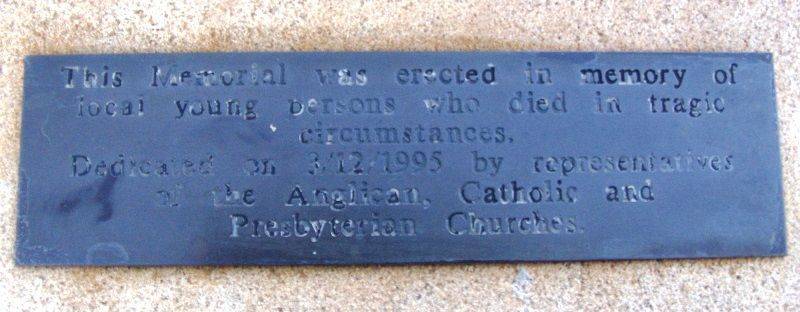 This Memorial was erected in memory of
local young persons who died in tragic
circumstances.
Dedicated on 3/12/1995 by representatives
of the Anglican, Catholic and
Presbyterian Churches.